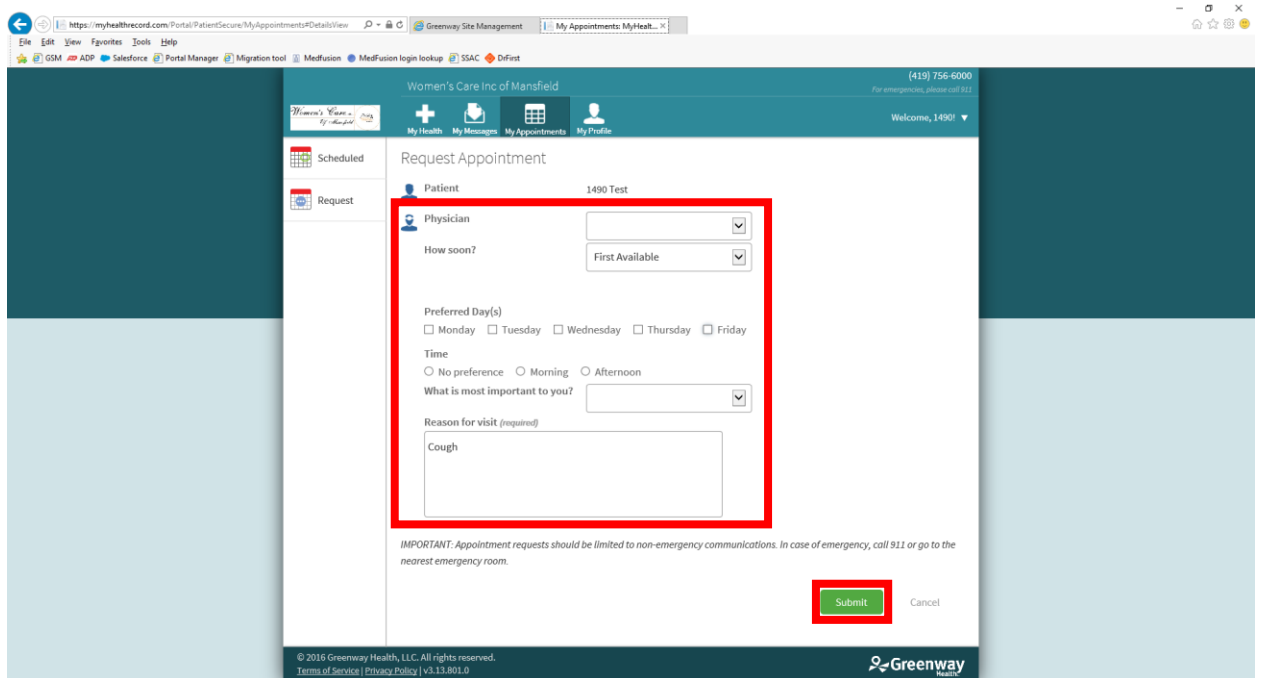 https://myhealthrecord.com/Portal/PatientSecure/MyAppointments#DetailsView
Greenway Site Management
My Appointments: MyHealt...
File Edit View Favorites Tools Help
GSM ADP Salesforce Portal Manager Migration tool Medfusion MedFusion login lookup SSAC DrFirst
Women's Care Inc of Mansfield
(419) 756-6000
For emergencies, please call 911
Women's Care
Of Mansfield
My Health My Messages My Appointments My Profile
Welcome, 1490!
Scheduled
Request
Request Appointment
Patient 1490 Test
Physician
How soon? First Available
Preferred Day(s)
Monday Tuesday Wednesday Thursday Friday
Time
No preference Morning Afternoon
What is most important to you?
Reason for visit (required)
Cough
IMPORTANT: Appointment requests should be limited to non-emergency communications. In case of emergency, call 911 or go to the
nearest emergency room.
Submit Cancel
© 2016 Greenway Health, LLC. All rights reserved.
Terms of Service | Privacy Policy | v3.13.801.0
Greenway
Health